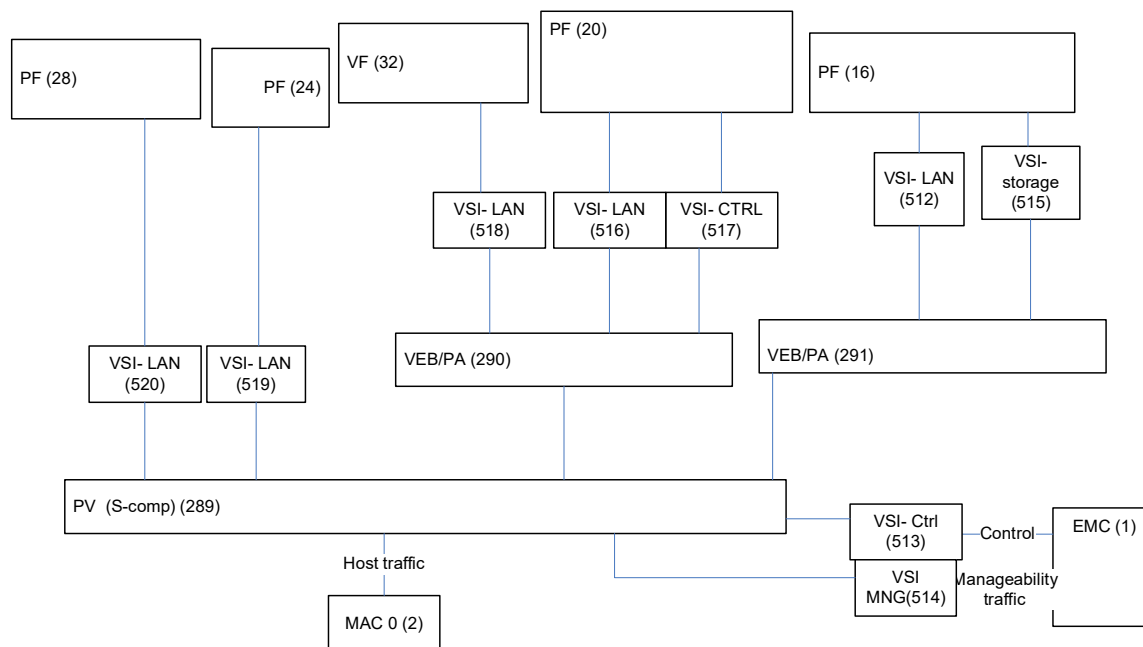 PF (28)
PF (24)
VF (32)
PF (20)
PF (16)
VSI- LAN
(518)
VSI- LAN
(516)
VSI- CTRL
(517)
VSI- LAN
(512)
VSI-
storage
(515)
VSI- LAN
(520)
VSI- LAN
(519)
VEB/PA (290)
VEB/PA (291)
PV (S-comp) (289)
VSI- Ctrl
(513)
Control
EMC (1)
VSI
MNG(514)
Manageability
traffic
Host traffic
MAC 0 (2)